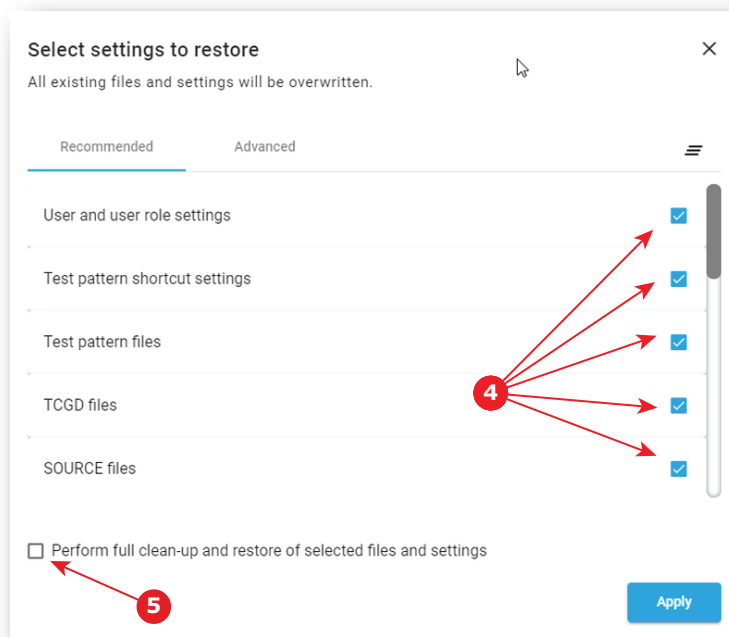 Select settings to restore
All existing files and settings will be overwritten.
Recommended Advanced
User and user role settings
Test pattern shortcut settings
Test pattern files
4
TCGD files
SOURCE files
Perform full clean-up and restore of selected files and settings
5
Apply